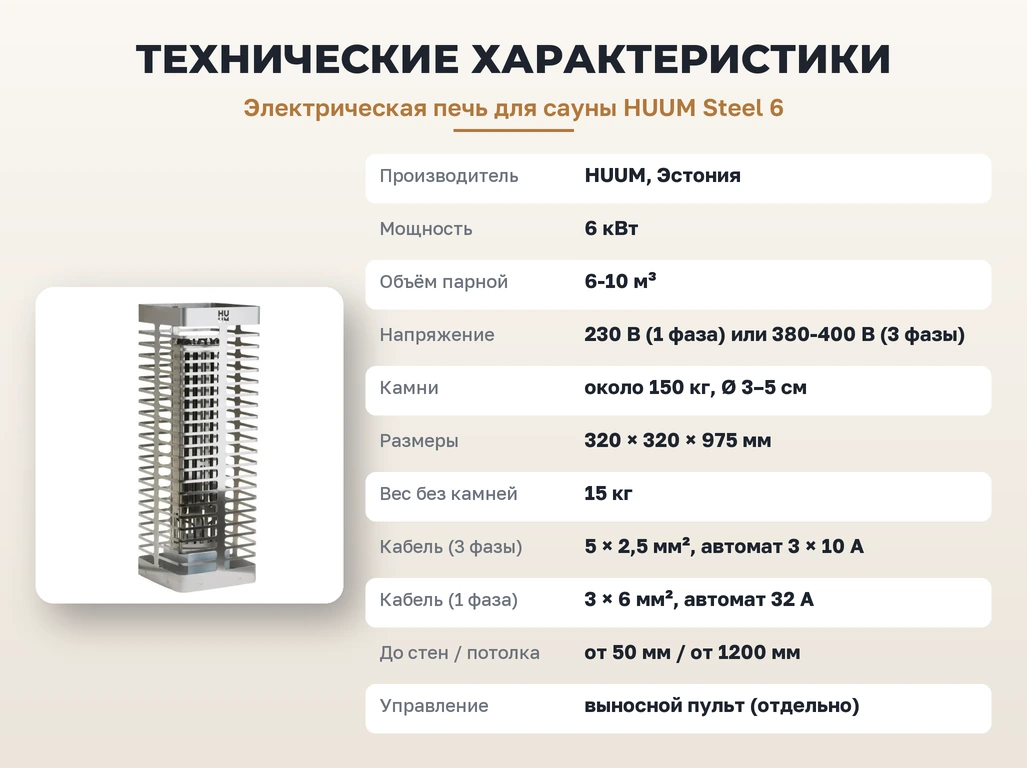 ТЕХНИЧЕСКИЕ ХАРАКТЕРИСТИКИ
Электрическая печь для сауны HUUM Steel 6
Производитель HUUM, Эстония
Мощность 6 кВт
Объём парной 6-10 м³
Напряжение 230 В (1 фаза) или 380-400 В (3 фазы)
HU
UM
Камни около 150 кг, Ø 3–5 см
Размеры 320 × 320 × 975 мм
Вес без камней 15 кг
Кабель (3 фазы) 5 × 2,5 мм², автомат 3 × 10 А
Кабель (1 фаза) 3 × 6 мм², автомат 32 А
До стен / потолка от 50 мм / от 1200 мм
Управление выносной пульт (отдельно)